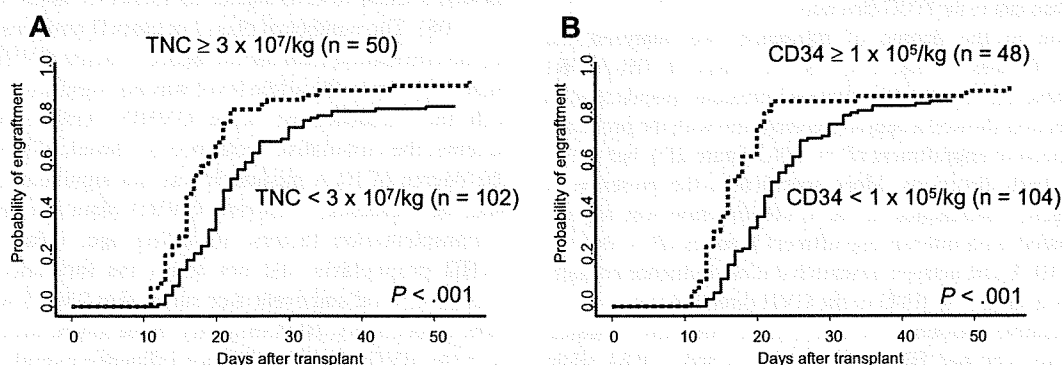 A
TNC ≥ 3 x 10⁷/kg (n = 50)
Probability of engraftment
1.0
0.8
0.6
0.4
0.2
0.0
TNC < 3 x 10⁷/kg (n = 102)
P < .001
0 10 20 30 40 50
Days after transplant
B
CD34 ≥ 1 x 10⁵/kg (n = 48)
Probability of engraftment
1.0
0.8
0.6
0.4
0.2
0.0
CD34 < 1 x 10⁵/kg (n = 104)
P < .001
0 10 20 30 40 50
Days after transplant